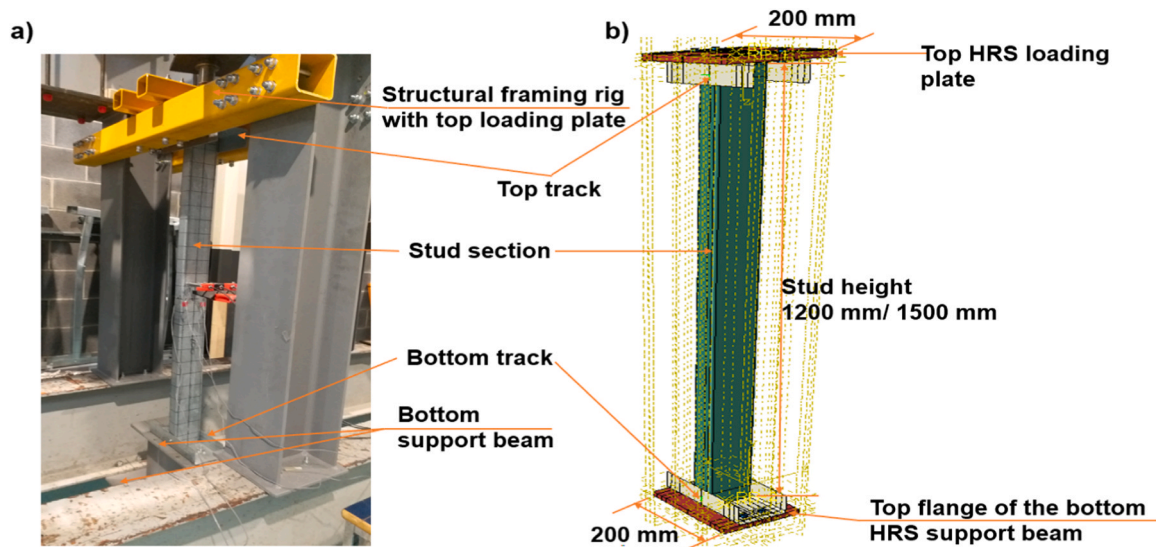 a)
b)
200 mm
Top HRS loading
plate
Structural framing rig
with top loading plate
Top track
Stud section
Stud height
1200 mm/ 1500 mm
Bottom track
Bottom
support beam
Top flange of the bottom
HRS support beam
200 mm